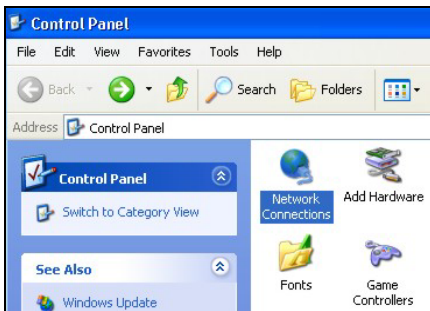 Control Panel
File Edit View Favorites Tools Help
Back Search Folders
Address Control Panel
Control Panel
Switch to Category View
See Also
Windows Update
Network
Connections
Add Hardware
Fonts
Game
Controllers